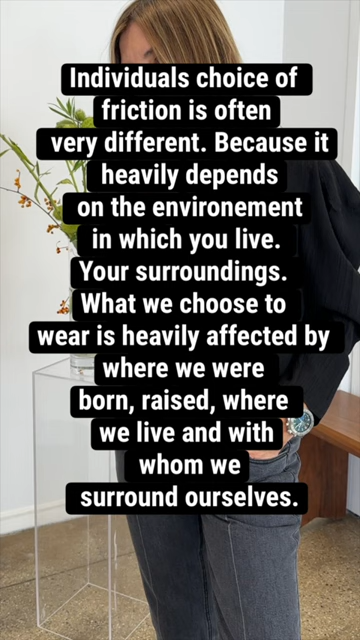 Individuals choice of
friction is often
very different. Because it
heavily depends
on the environement
in which you live.
Your surroundings.
What we choose to
wear is heavily affected by
where we were
born, raised, where
we live and with
whom we
surround ourselves.